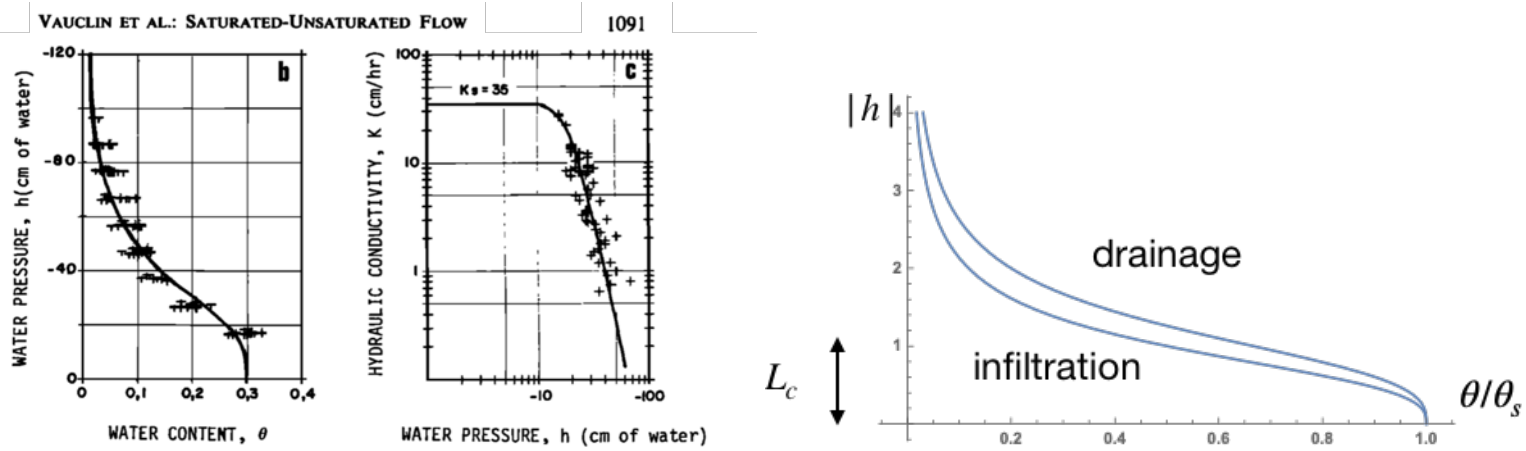 VAUCLIN ET AL.: SATURATED-UNSATURATED FLOW 1091
b
WATER PRESSURE, h(cm of water)
-120
-80
-40
0
0 0,1 0,2 0,3 0,4
WATER CONTENT, θ
c
HYDRAULIC CONDUCTIVITY, K (cm/hr)
100
10
1
Ks=35
-10 -100
WATER PRESSURE, h (cm of water)
|h|
4
3
2
1
drainage
infiltration
L_c
θ/θ_s
0.2 0.4 0.6 0.8 1.0